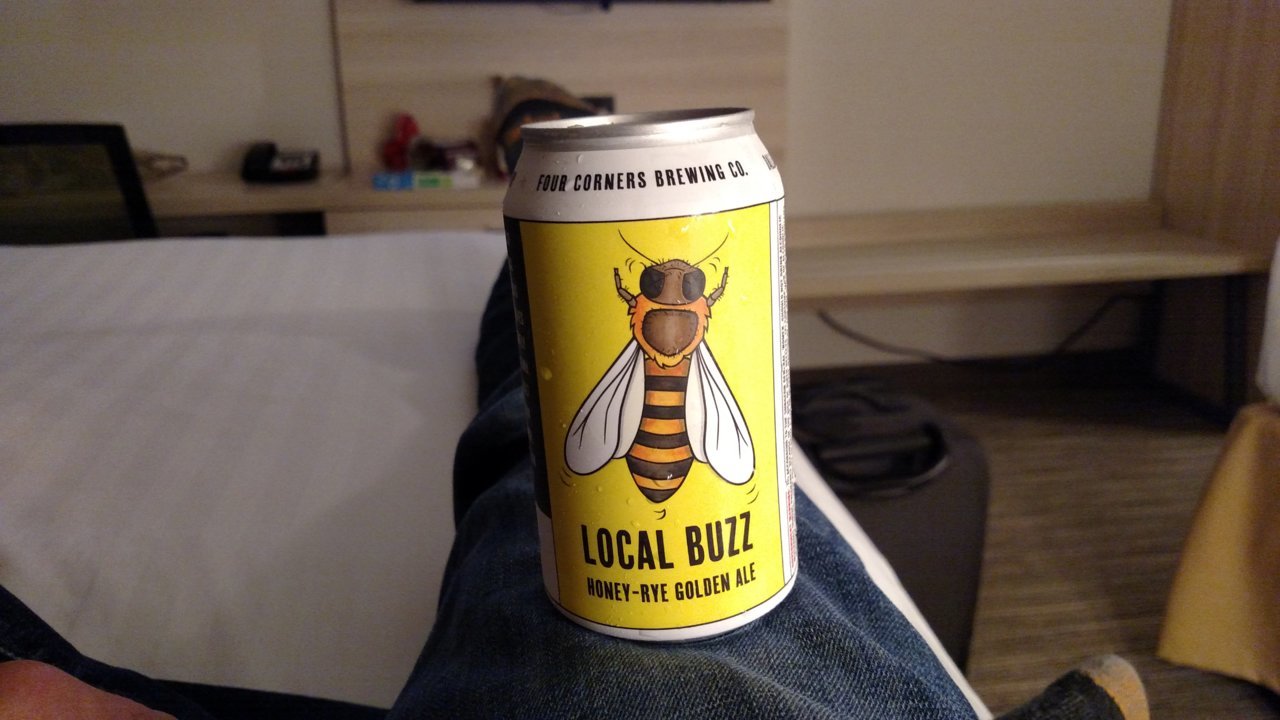 FOUR CORNERS BREWING CO.
LOCAL BUZZ
HONEY-RYE GOLDEN ALE